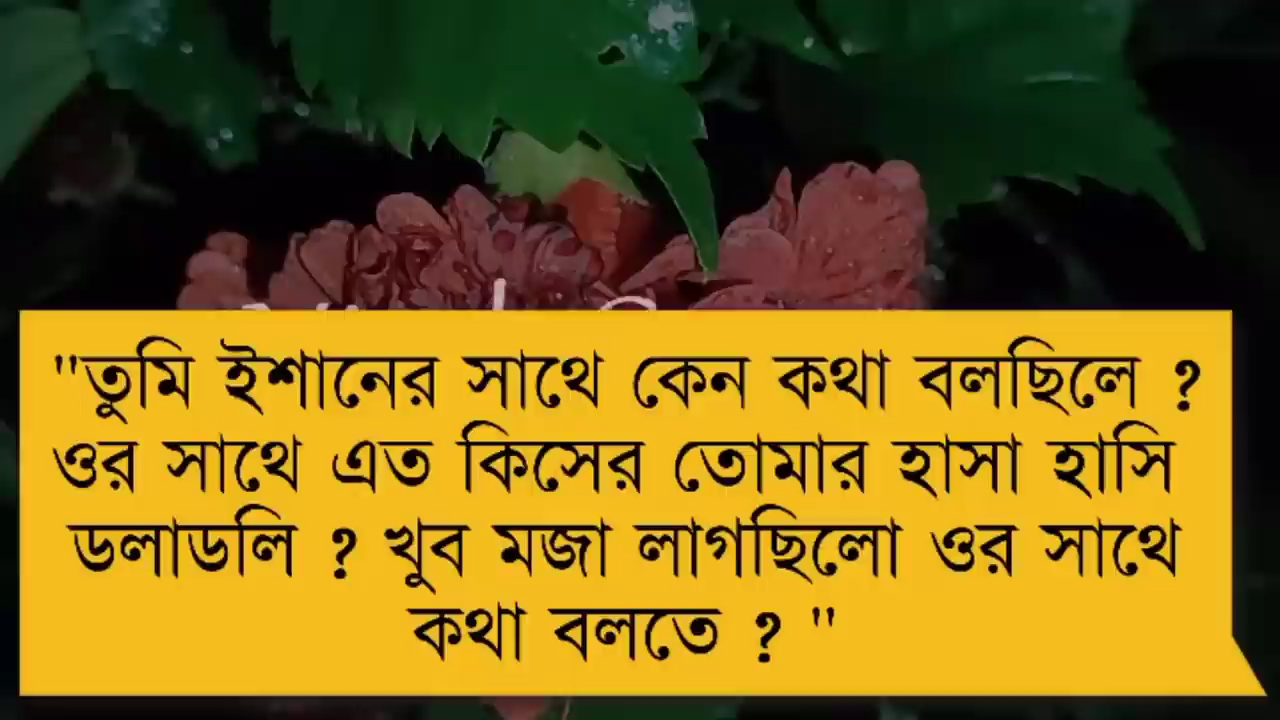 "তুমি ইশানের সাথে কেন কথা বলছিলে ?
ওর সাথে এত কিসের তোমার হাসা হাসি
ডলাডলি ? খুব মজা লাগছিলো ওর সাথে
কথা বলতে ? "